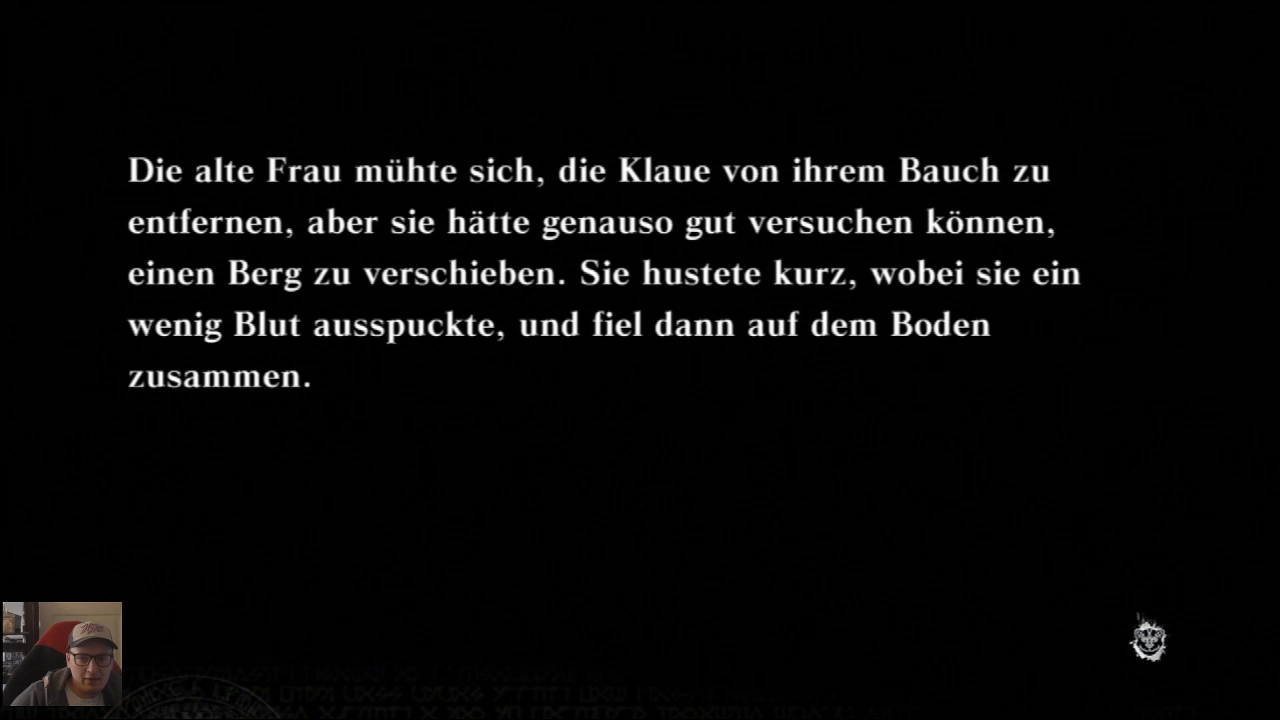 Die alte Frau mühte sich, die Klaue von ihrem Bauch zu
entfernen, aber sie hätte genauso gut versuchen können,
einen Berg zu verschieben. Sie hustete kurz, wobei sie ein
wenig Blut ausspuckte, und fiel dann auf dem Boden
zusammen.